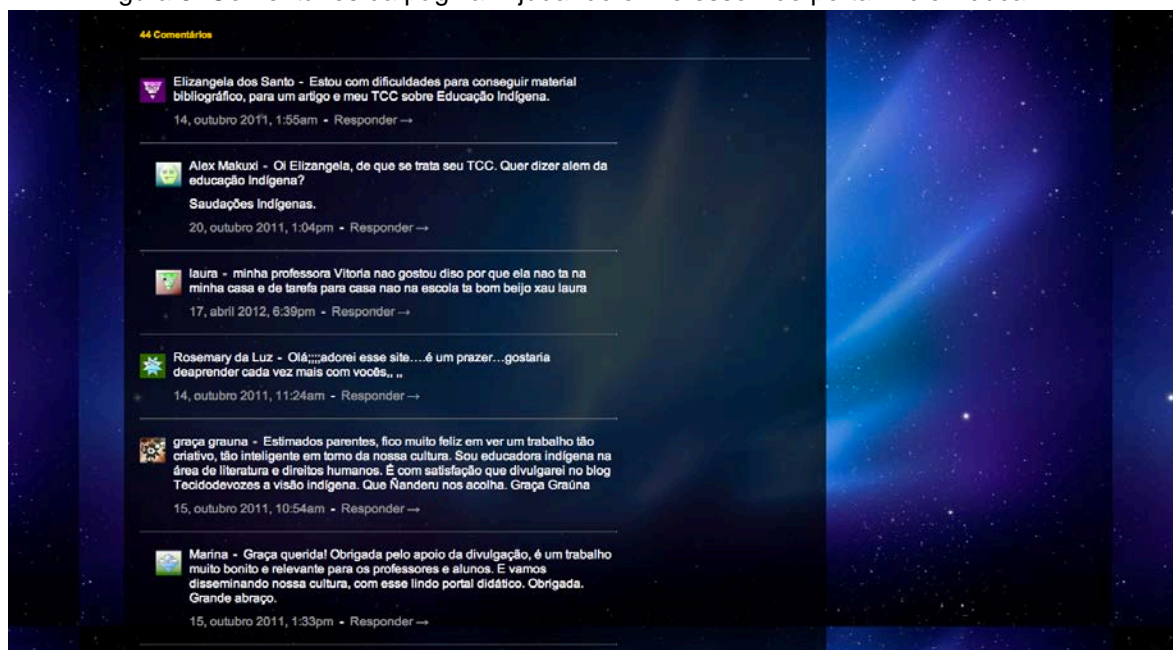 44 Comentários
Elizangela dos Santo - Estou com dificuldades para conseguir material
bibliográfico, para um artigo e meu TCC sobre Educação Indígena.
14, outubro 2011, 1:55am - Responder→
Alex Makuxi - Oi Elizangela, de que se trata seu TCC. Quer dizer alem da
educação Indígena?
Saudações Indígenas.
20, outubro 2011, 1:04pm - Responder→
laura - minha professora Vitoria nao gostou diso por que ela nao ta na
minha casa e de tarefa para casa nao na escola ta bom beijo xau laura
17, abril 2012, 6:39pm - Responder→
Rosemary da Luz - Olá;;;;adorei esse site….é um prazer…gostaria
deaprender cada vez mais com vocês,, ,,
14, outubro 2011, 11:24am - Responder→
graça grauna - Estimados parentes, fico muito feliz em ver um trabalho tão
criativo, tão inteligente em torno da nossa cultura. Sou educadora indígena na
área de literatura e direitos humanos. É com satisfação que divulgarei no blog
Tecidodevozes a visão indígena. Que Ñanderu nos acolha. Graça Graúna
15, outubro 2011, 10:54am - Responder→
Marina - Graça querida! Obrigada pelo apoio da divulgação, é um trabalho
muito bonito e relevante para os professores e alunos. E vamos
disseminando nossa cultura, com esse lindo portal didático. Obrigada.
Grande abraço.
15, outubro 2011, 1:33pm - Responder→